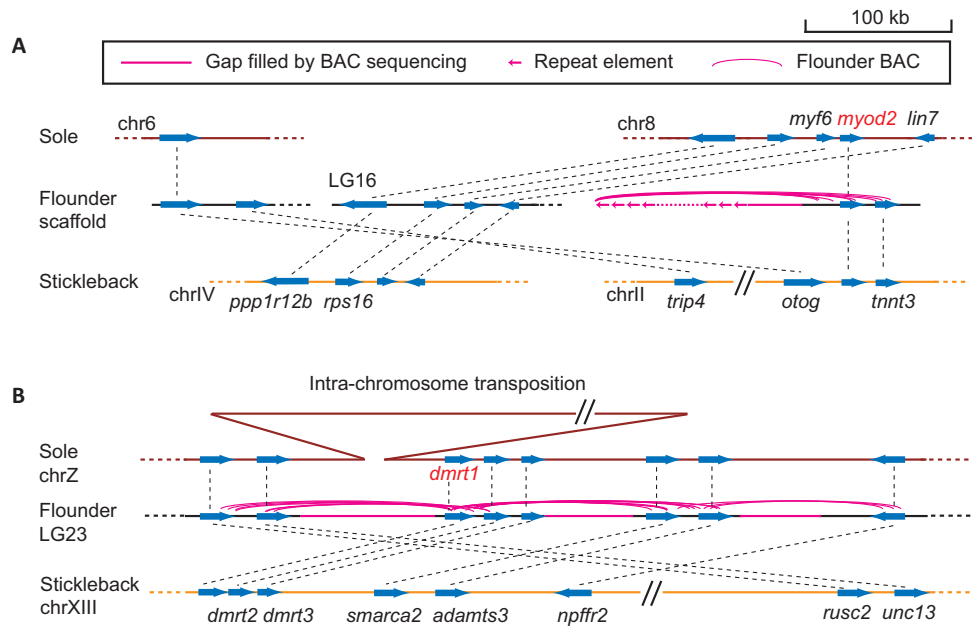 A
100 kb
Gap filled by BAC sequencing
Repeat element
Flounder BAC
Sole
chr6
chr8
myf6 myod2 lin7
Flounder
scaffold
LG16
Stickleback
chrIV
ppp1r12b
rps16
chrII
trip4
otog
tnnt3
B
Intra-chromosome transposition
Sole
chrZ
dmrt1
Flounder
LG23
Stickleback
chrXIII
dmrt2 dmrt3
smarca2 adamts3
npffr2
rusc2 unc13